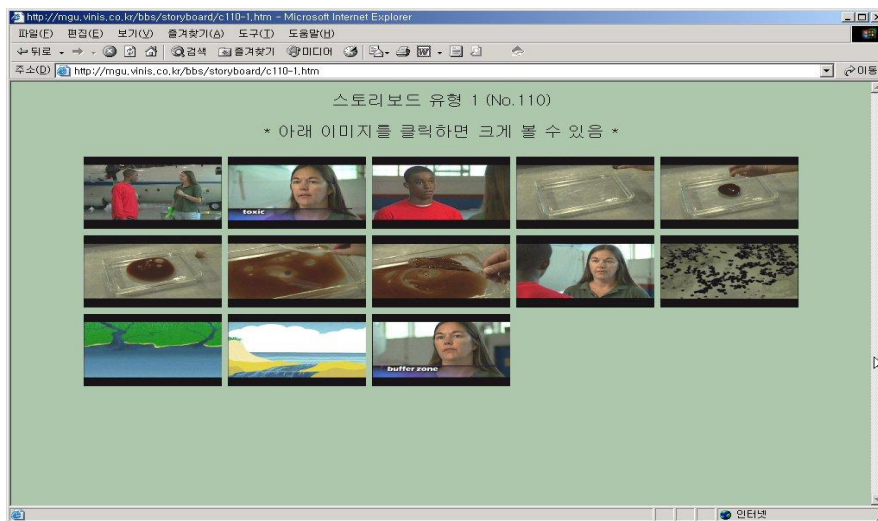 http://mgu.vinis.co.kr/bbs/storyboard/c110-1.htm - Microsoft Internet Explorer
파일(F) 편집(E) 보기(V) 즐겨찾기(A) 도구(T) 도움말(H)
뒤로 검색 즐겨찾기 미디어
주소(D) http://mgu.vinis.co.kr/bbs/storyboard/c110-1.htm 이동
스토리보드 유형 1 (No.110)
* 아래 이미지를 클릭하면 크게 볼 수 있음 *
toxic
buffer zone
인터넷